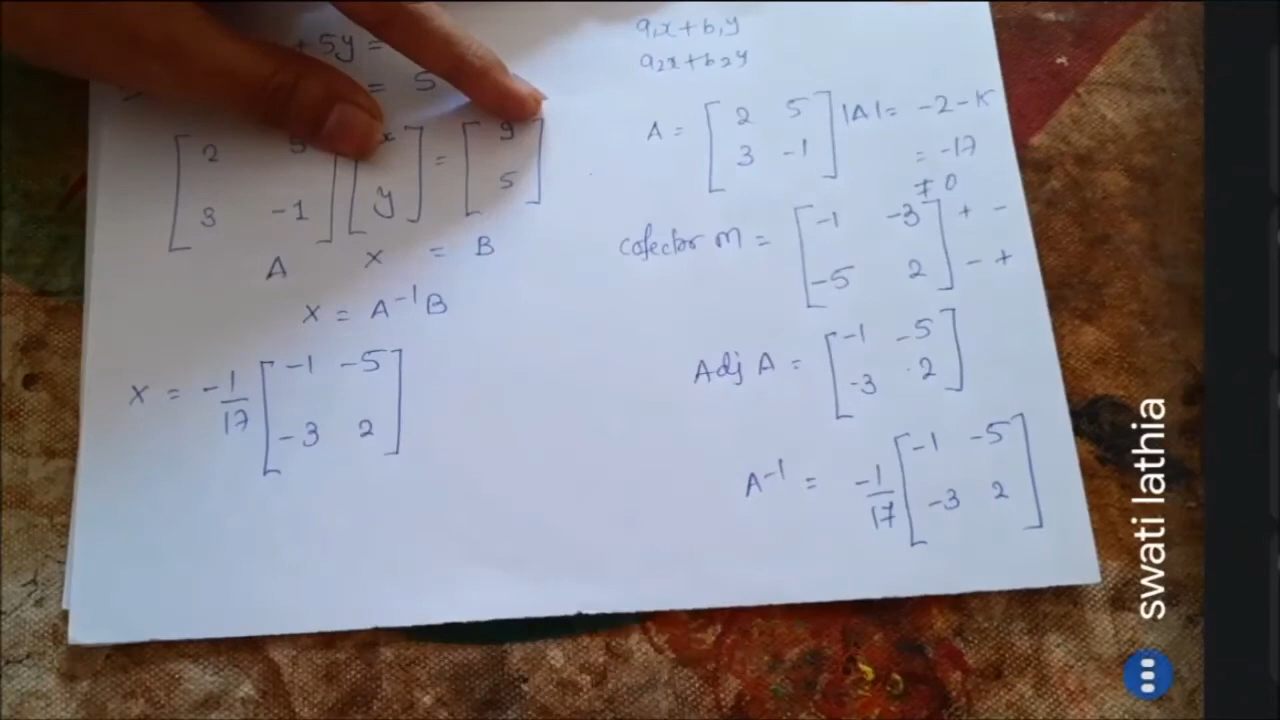 + 5y =
= 5
[2 5; 3 -1] [x; y] = [9; 5]
A x = B
x = A⁻¹B
x = -1/17 [-1 -5; -3 2]
a₁x + b₁y
a₂x + b₂y
A = [2 5; 3 -1] |A| = -2 - 15
= -17
≠ 0
Cofector M = [-1 -3; -5 2] + - - +
Adj A = [-1 -5; -3 2]
A⁻¹ = -1/17 [-1 -5; -3 2]
swati lathia